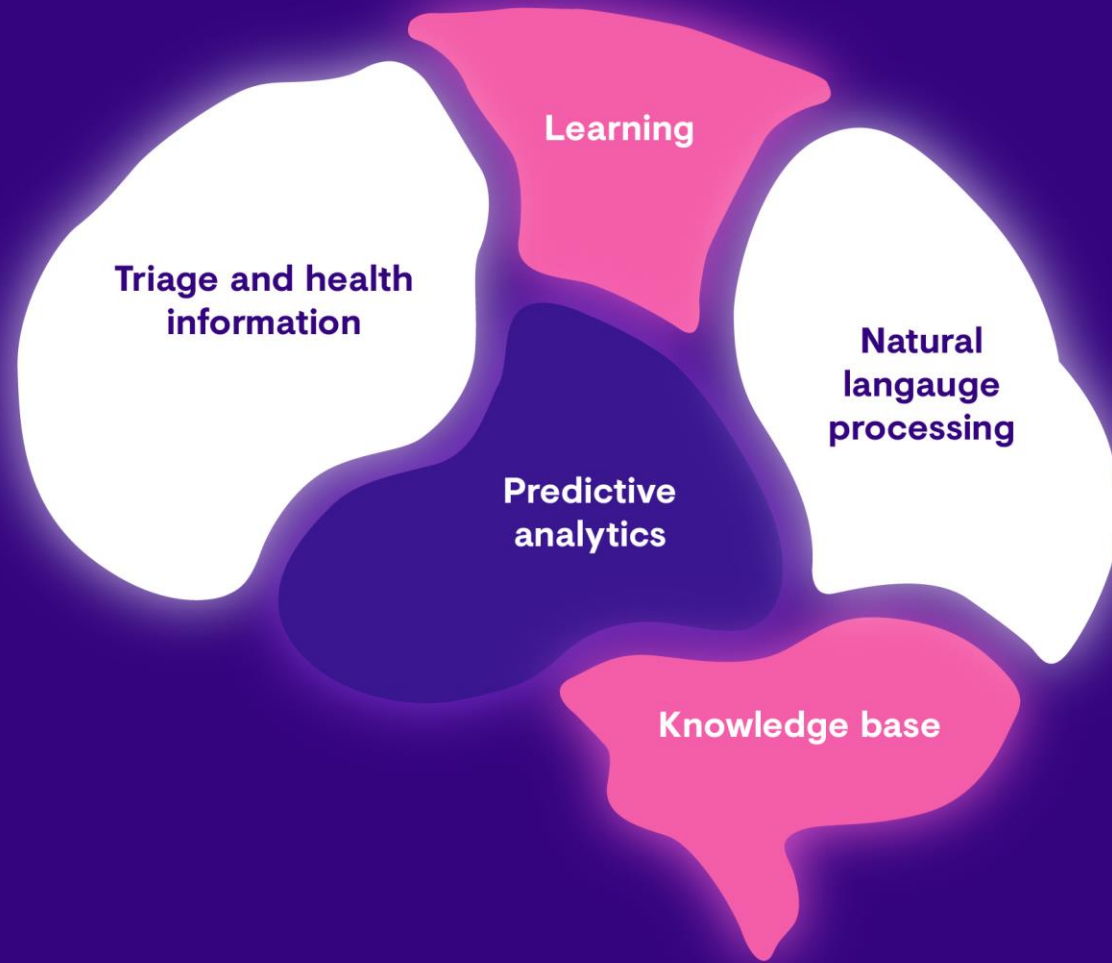 Learning
Triage and health
information
Natural
langauge
processing
Predictive
analytics
Knowledge base